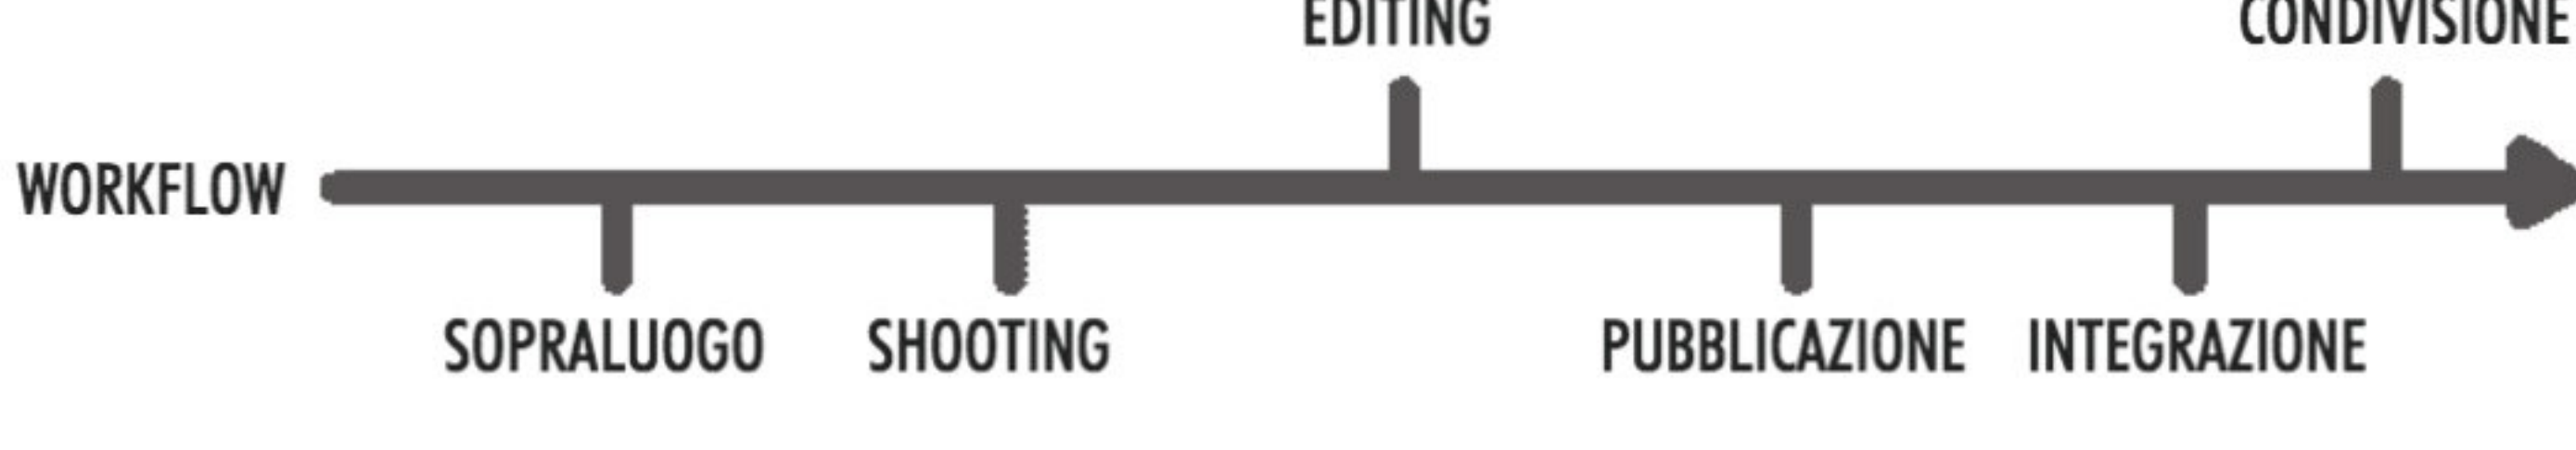 EDITING
CONDIVISIONE
WORKFLOW
SOPRALUOGO
SHOOTING
PUBBLICAZIONE
INTEGRAZIONE